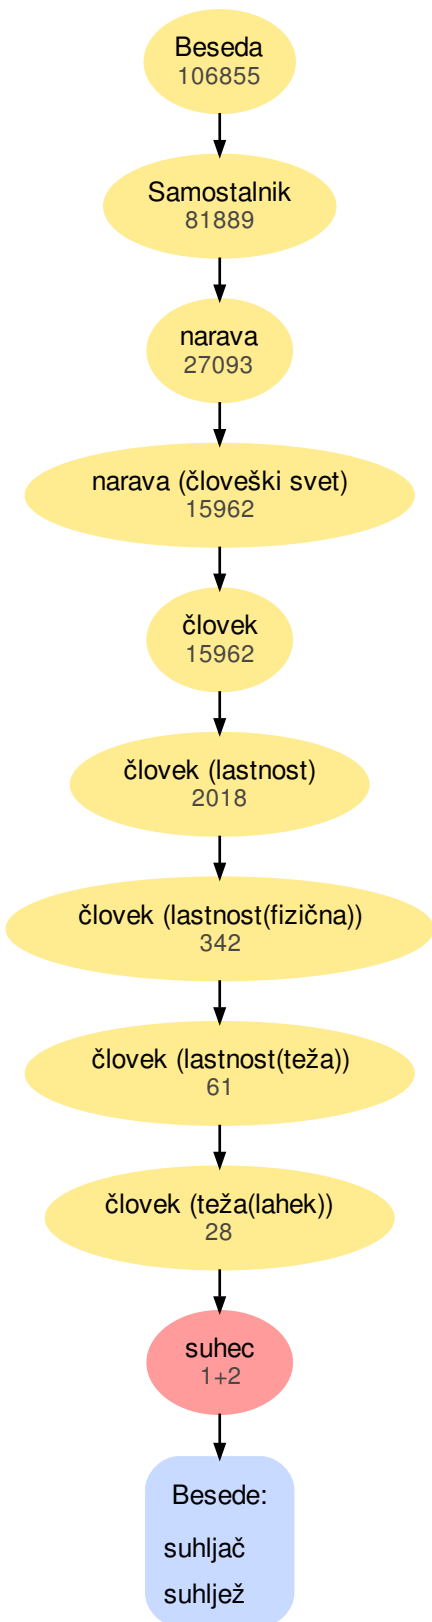 Beseda
106855
Samostalnik
81889
narava
27093
narava (človeški svet)
15962
človek
15962
človek (lastnost)
2018
človek (lastnost(fizična))
342
človek (lastnost(teža))
61
človek (teža(lahek))
28
suhec
1+2
Besede:
suhljač
suhljež